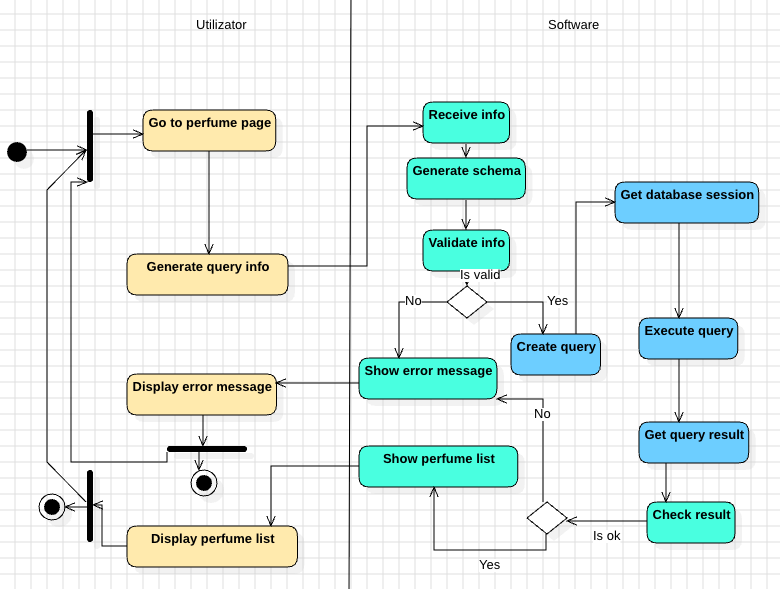 Utilizator
Software
Go to perfume page
Receive info
Generate schema
Get database session
Validate info
Generate query info
Is valid
No
Yes
Execute query
Create query
Show error message
Display error message
No
Get query result
Show perfume list
Check result
Is ok
Display perfume list
Yes